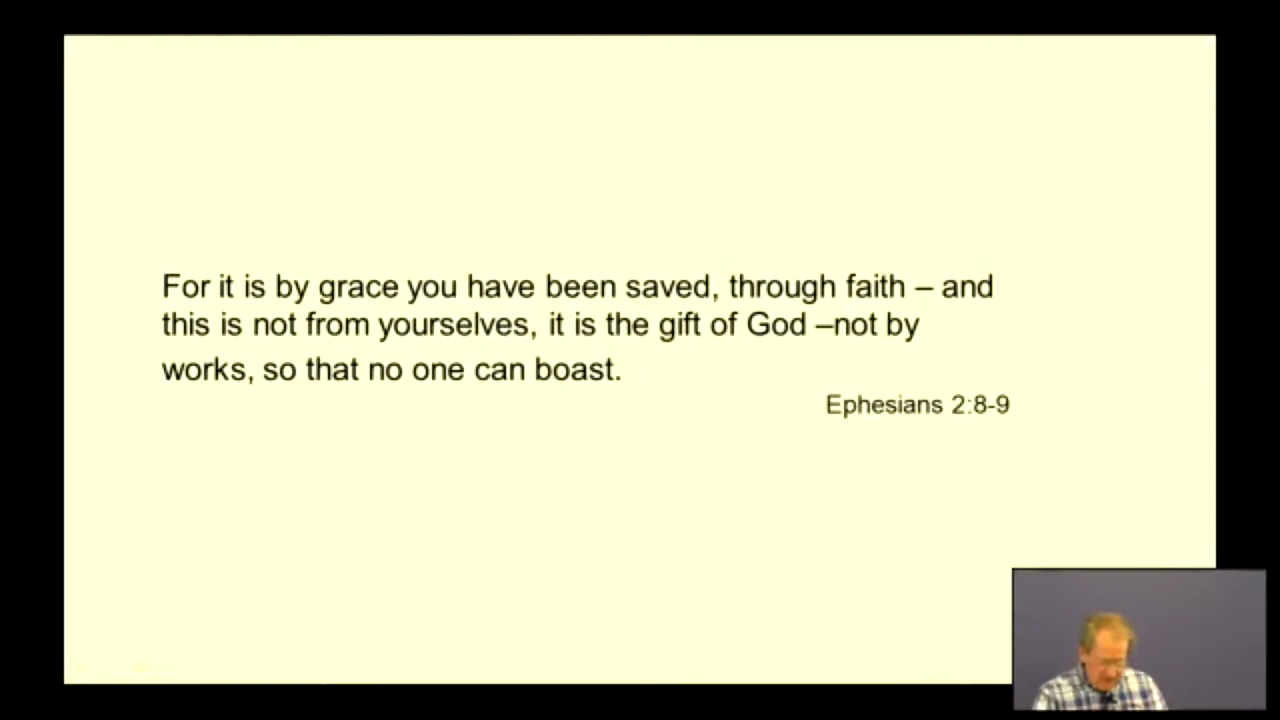 For it is by grace you have been saved, through faith – and
this is not from yourselves, it is the gift of God –not by
works, so that no one can boast.
Ephesians 2:8-9